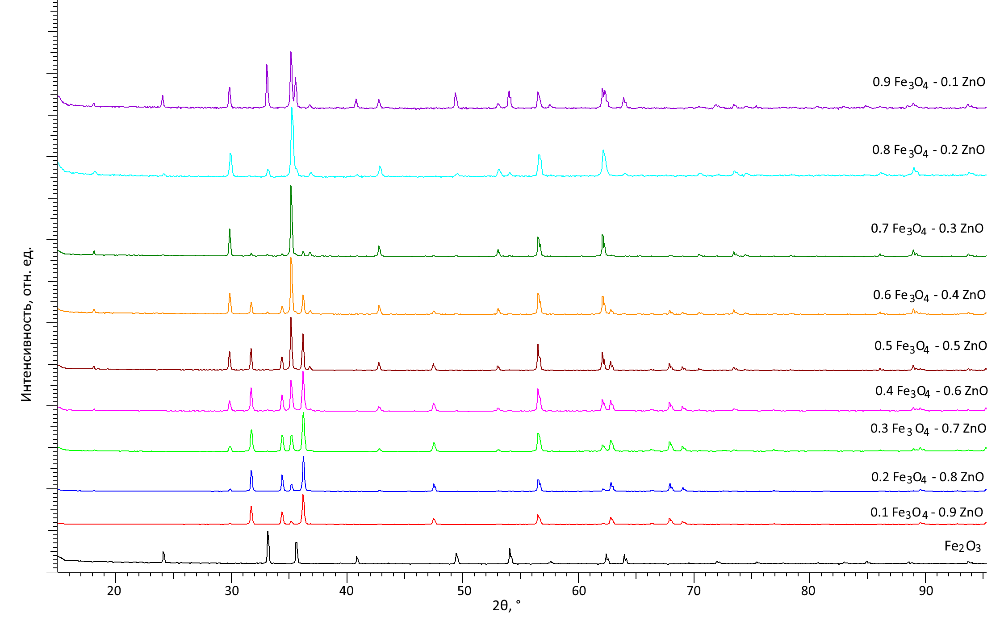 0.9 Fe3O4 - 0.1 ZnO
0.8 Fe3O4 - 0.2 ZnO
0.7 Fe3O4 - 0.3 ZnO
0.6 Fe3O4 - 0.4 ZnO
0.5 Fe3O4 - 0.5 ZnO
0.4 Fe3O4 - 0.6 ZnO
0.3 Fe3O4 - 0.7 ZnO
0.2 Fe3O4 - 0.8 ZnO
0.1 Fe3O4 - 0.9 ZnO
Fe2O3
Интенсивность, отн. ед.
20 30 40 50 60 70 80 90
2θ, °